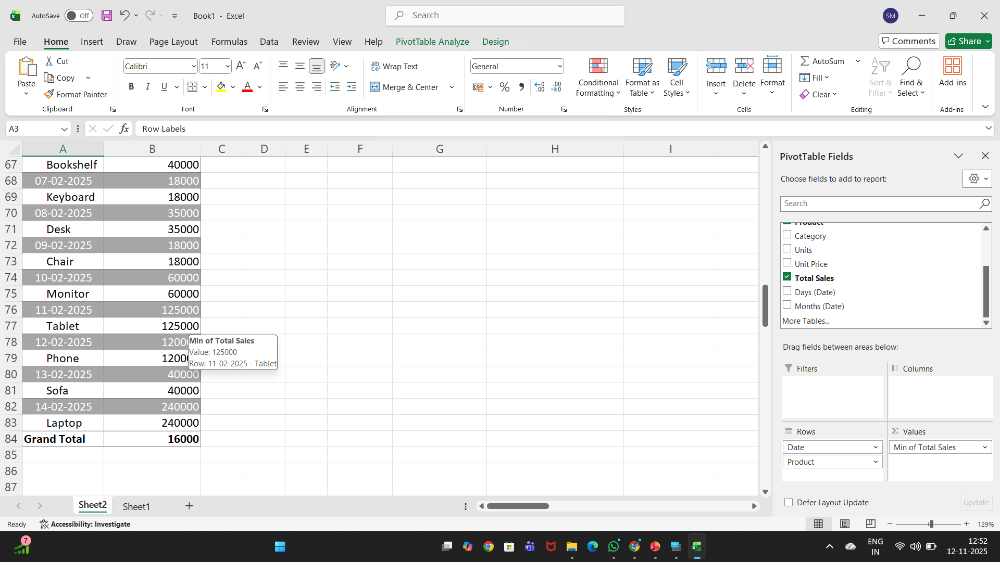 AutoSave Off Book1 - Excel Search SM
File Home Insert Draw Page Layout Formulas Data Review View Help PivotTable Analyze Design Comments Share
Paste Cut Copy Format Painter Clipboard
Calibri 11 B I U A Font
Wrap Text Merge & Center Alignment
General % Number
Conditional Formatting Format as Table Cell Styles Styles
Insert Delete Format Cells
AutoSum Fill Clear Sort & Filter Find & Select Editing
Add-ins Add-ins
A3 fx Row Labels
A B C D E F G H I
67 Bookshelf 40000
68 07-02-2025 18000
69 Keyboard 18000
70 08-02-2025 35000
71 Desk 35000
72 09-02-2025 18000
73 Chair 18000
74 10-02-2025 60000
75 Monitor 60000
76 11-02-2025 125000
77 Tablet 125000
78 12-02-2025
79 Phone
80 13-02-2025 40000
81 Sofa 40000
82 14-02-2025 240000
83 Laptop 240000
84 Grand Total 16000
85
86
87
Min of Total Sales
Value: 125000
Row: 11-02-2025 - Tablet
PivotTable Fields
Choose fields to add to report:
Search
Product
Category
Units
Unit Price
Total Sales
Days (Date)
Months (Date)
More Tables...
Drag fields between areas below:
Filters Columns
Rows Σ Values
Date Min of Total Sales
Product
Defer Layout Update Update
Sheet2 Sheet1 +
Ready Accessibility: Investigate 129%
7 ENG IN 12:52 12-11-2025